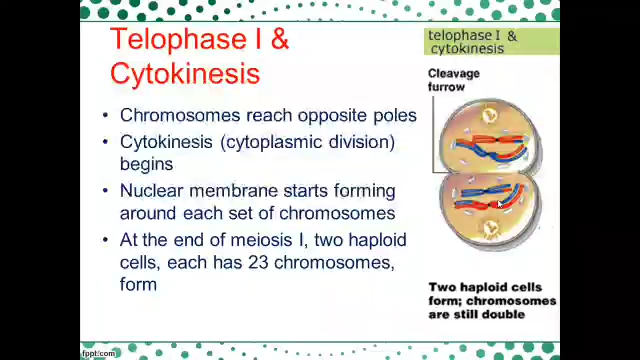 Telophase I &
Cytokinesis
• Chromosomes reach opposite poles
• Cytokinesis (cytoplasmic division)
begins
• Nuclear membrane starts forming
around each set of chromosomes
• At the end of meiosis I, two haploid
cells, each has 23 chromosomes,
form
telophase I &
cytokinesis
Cleavage
furrow
Two haploid cells
form; chromosomes
are still double
fppt.com